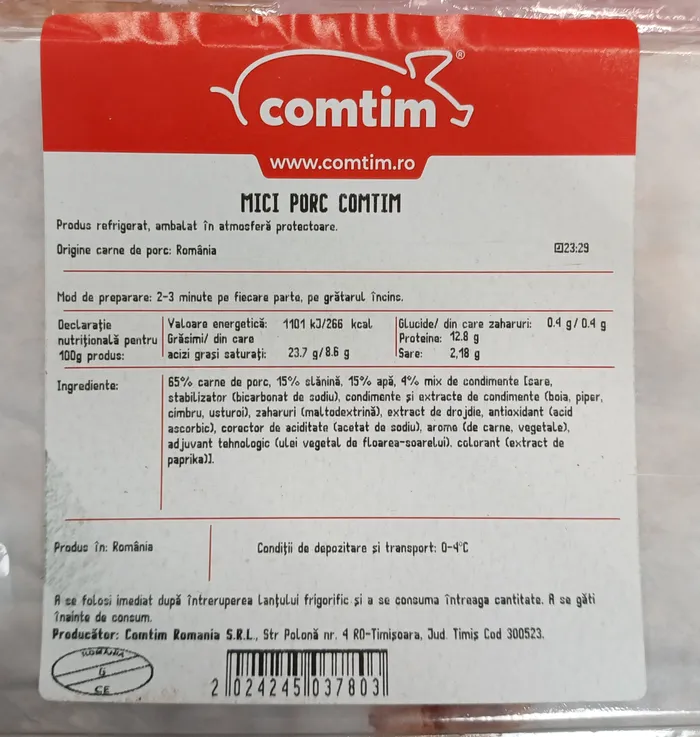 comtim®
www.comtim.ro
MICI PORC COMTIM
Produs refrigerat, ambalat în atmosferă protectoare.
Origine carne de porc: România
23:29
Mod de preparare: 2-3 minute pe fiecare parte, pe grătarul încins.
Declarație nutrițională pentru 100g produs:
Valoare energetică: 1101 kJ/266 kcal
Grăsimi/ din care
acizi grași saturați: 23.7 g/8.6 g
Glucide/ din care zaharuri: 0.4 g/ 0.4 g
Proteine: 12.8 g
Sare: 2,18 g
Ingrediente:
65% carne de porc, 15% slănină, 15% apă, 4% mix de condimente [sare,
stabilizator (bicarbonat de sodiu), condimente și extracte de condimente (boia, piper,
cimbru, usturoi), zaharuri (maltodextrină), extract de drojdie, antioxidant (acid
ascorbic), corector de aciditate (acetat de sodiu), arome (de carne, vegetale),
adjuvant tehnologic (ulei vegetal de floarea-soarelui), colorant (extract de
paprika)].
Produs în: România
Condiții de depozitare și transport: 0-4°C
A se folosi imediat după întreruperea lanțului frigorific și a se consuma întreaga cantitate. A se găti
înainte de consum.
Producător: Comtim Romania S.R.L., Str Polonă nr. 4 RO-Timișoara, Jud. Timiș Cod 300523.
ROMÂNIA
CE
2 024245 037803